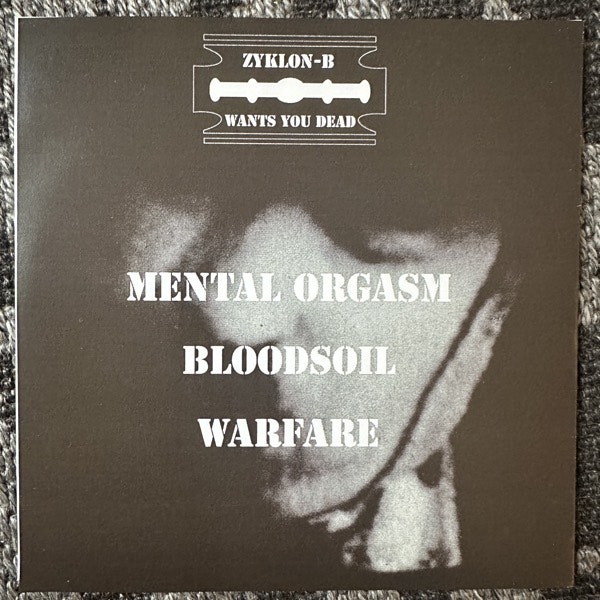 ZYKLON-B
WANTS YOU DEAD
MENTAL ORGASM
BLOODSOIL
WARFARE